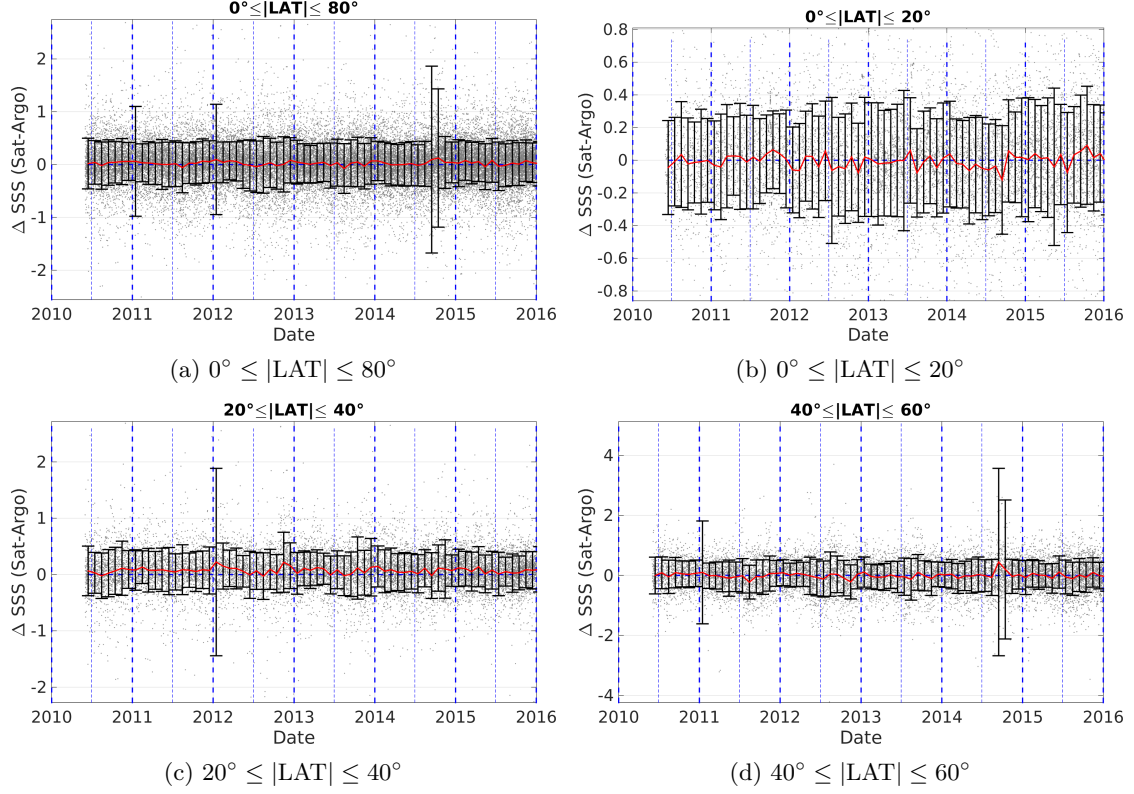 0°≤|LAT|≤ 80°
Δ SSS (Sat-Argo)
2
1
0
-1
-2
2010 2011 2012 2013 2014 2015 2016
Date
(a) 0° ≤ |LAT| ≤ 80°
0°≤|LAT|≤ 20°
Δ SSS (Sat-Argo)
0.8
0.6
0.4
0.2
0
-0.2
-0.4
-0.6
-0.8
2010 2011 2012 2013 2014 2015 2016
Date
(b) 0° ≤ |LAT| ≤ 20°
20°≤|LAT|≤ 40°
Δ SSS (Sat-Argo)
2
1
0
-1
-2
2010 2011 2012 2013 2014 2015 2016
Date
(c) 20° ≤ |LAT| ≤ 40°
40°≤|LAT|≤ 60°
Δ SSS (Sat-Argo)
4
2
0
-2
-4
2010 2011 2012 2013 2014 2015 2016
Date
(d) 40° ≤ |LAT| ≤ 60°